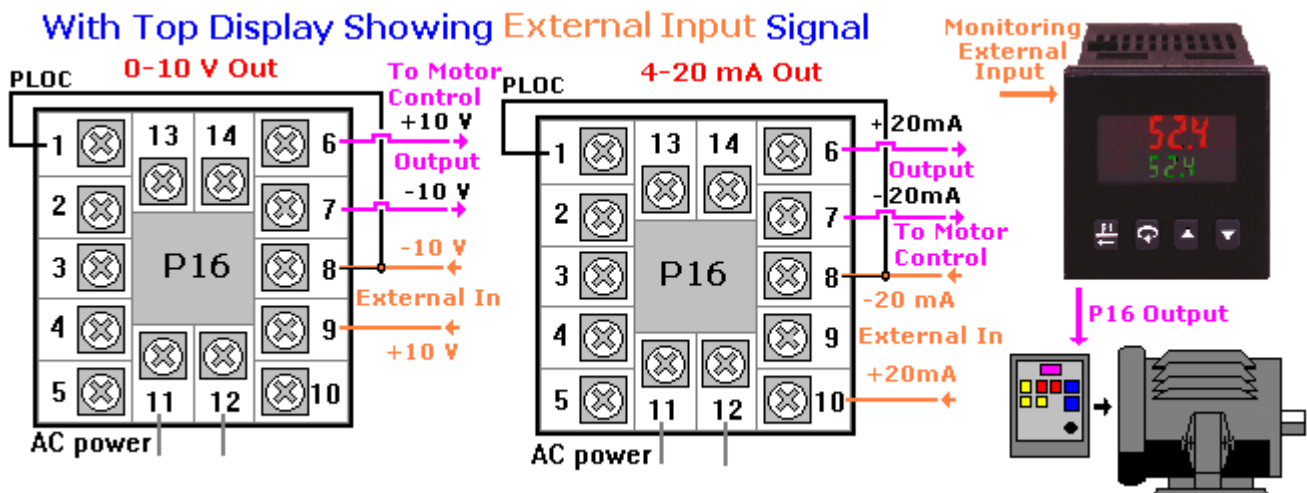 With Top Display Showing External Input Signal
PLOC
0-10 V Out
To Motor
Control
+10 V
Output
-10 V
-10 V
External In
+10 V
1
2
3
4
5
13
14
P16
11
12
6
7
8
9
10
AC power
PLOC
4-20 mA Out
+20mA
Output
-20mA
To Motor
Control
-20 mA
External In
+20mA
1
2
3
4
5
13
14
P16
11
12
6
7
8
9
10
AC power
Monitoring
External
Input
52.4
52.4
F1
P16 Output